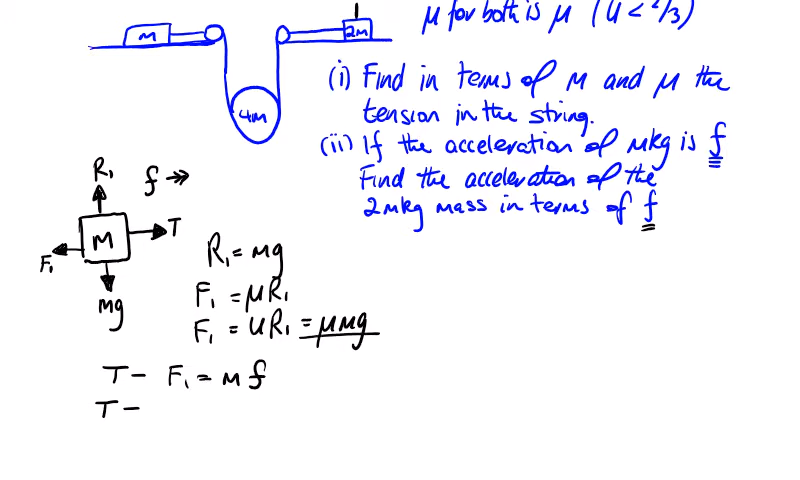 μ for both is μ (u < 2/3)
M
2M
4M
(i) Find in terms of M and μ the
tension in the string.
(ii) If the acceleration of mkg is f
Find the acceleration of the
2mkg mass in terms of f
R₁
f
M
T
F₁
mg
R₁ = mg
F₁ = μR₁
F₁ = uR₁ = μmg
T - F₁ = m f
T -